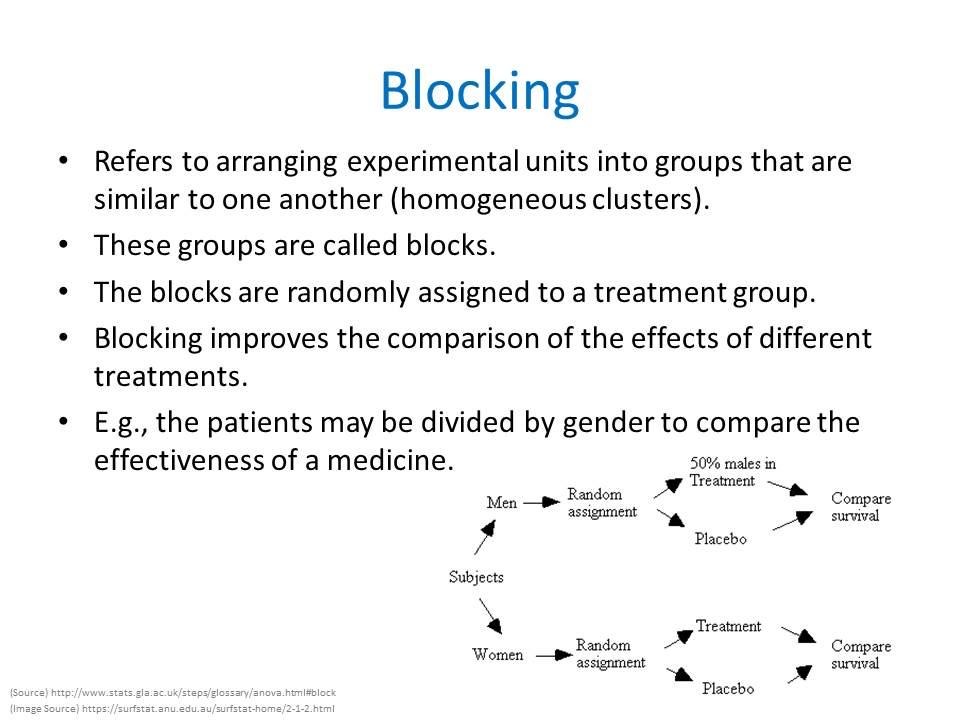 Blocking
• Refers to arranging experimental units into groups that are
similar to one another (homogeneous clusters).
• These groups are called blocks.
• The blocks are randomly assigned to a treatment group.
• Blocking improves the comparison of the effects of different
treatments.
• E.g., the patients may be divided by gender to compare the
effectiveness of a medicine.
50% males in
Treatment
Men
Random
assignment
Compare
survival
Placebo
Subjects
Treatment
Women
Random
assignment
Compare
survival
Placebo
(Source) http://www.stats.gla.ac.uk/steps/glossary/anova.html#block
(Image Source) https://surfstat.anu.edu.au/surfstat-home/2-1-2.html